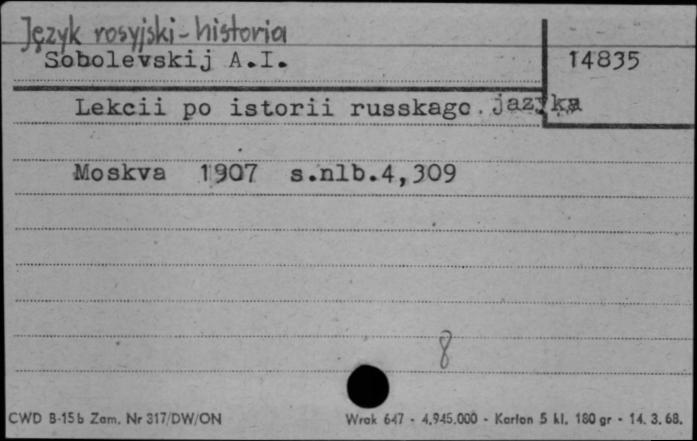 Język rosyjski - historia
Sobolevskij A.I.
14835
Lekcii po istorii russkago jazyka
Moskva 1907 s.nlb.4,309
8
CWD B-15b Zam. Nr 317/DW/ON
Wrak 647 - 4.945.000 - Karton 5 kl. 180 gr - 14. 3. 68.